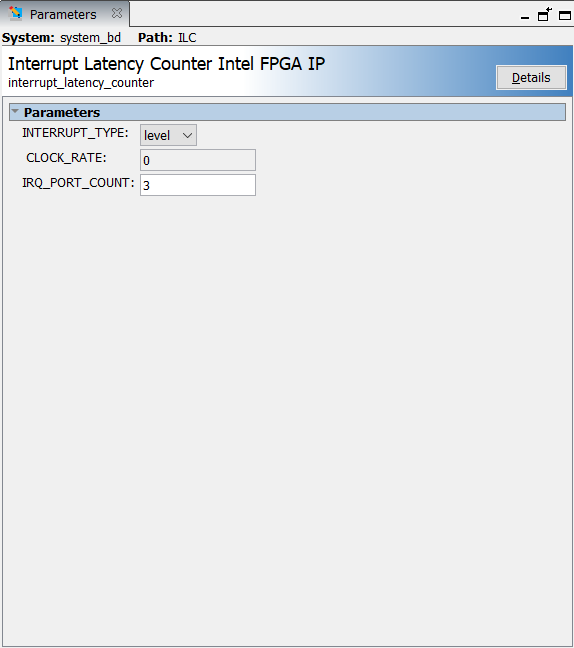 Parameters
System: system_bd Path: ILC
Interrupt Latency Counter Intel FPGA IP
interrupt_latency_counter
Details
Parameters
INTERRUPT_TYPE: level
CLOCK_RATE: 0
IRQ_PORT_COUNT: 3